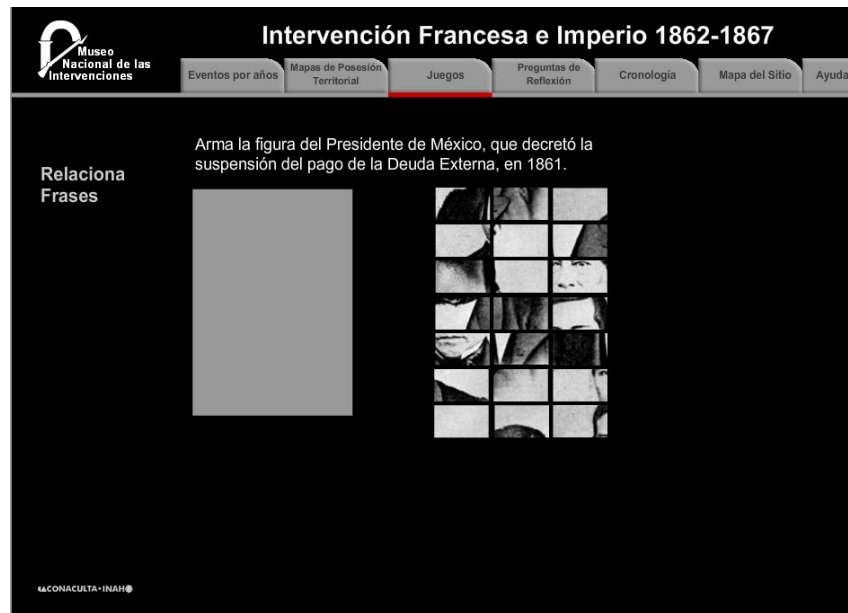 Museo
Nacional de las
Intervenciones
Intervención Francesa e Imperio 1862-1867
Eventos por años
Mapas de Posesión
Territorial
Juegos
Preguntas de
Reflexión
Cronología
Mapa del Sitio
Ayuda
Relaciona
Frases
Arma la figura del Presidente de México, que decretó la
suspensión del pago de la Deuda Externa, en 1861.
CONACULTA·INAH